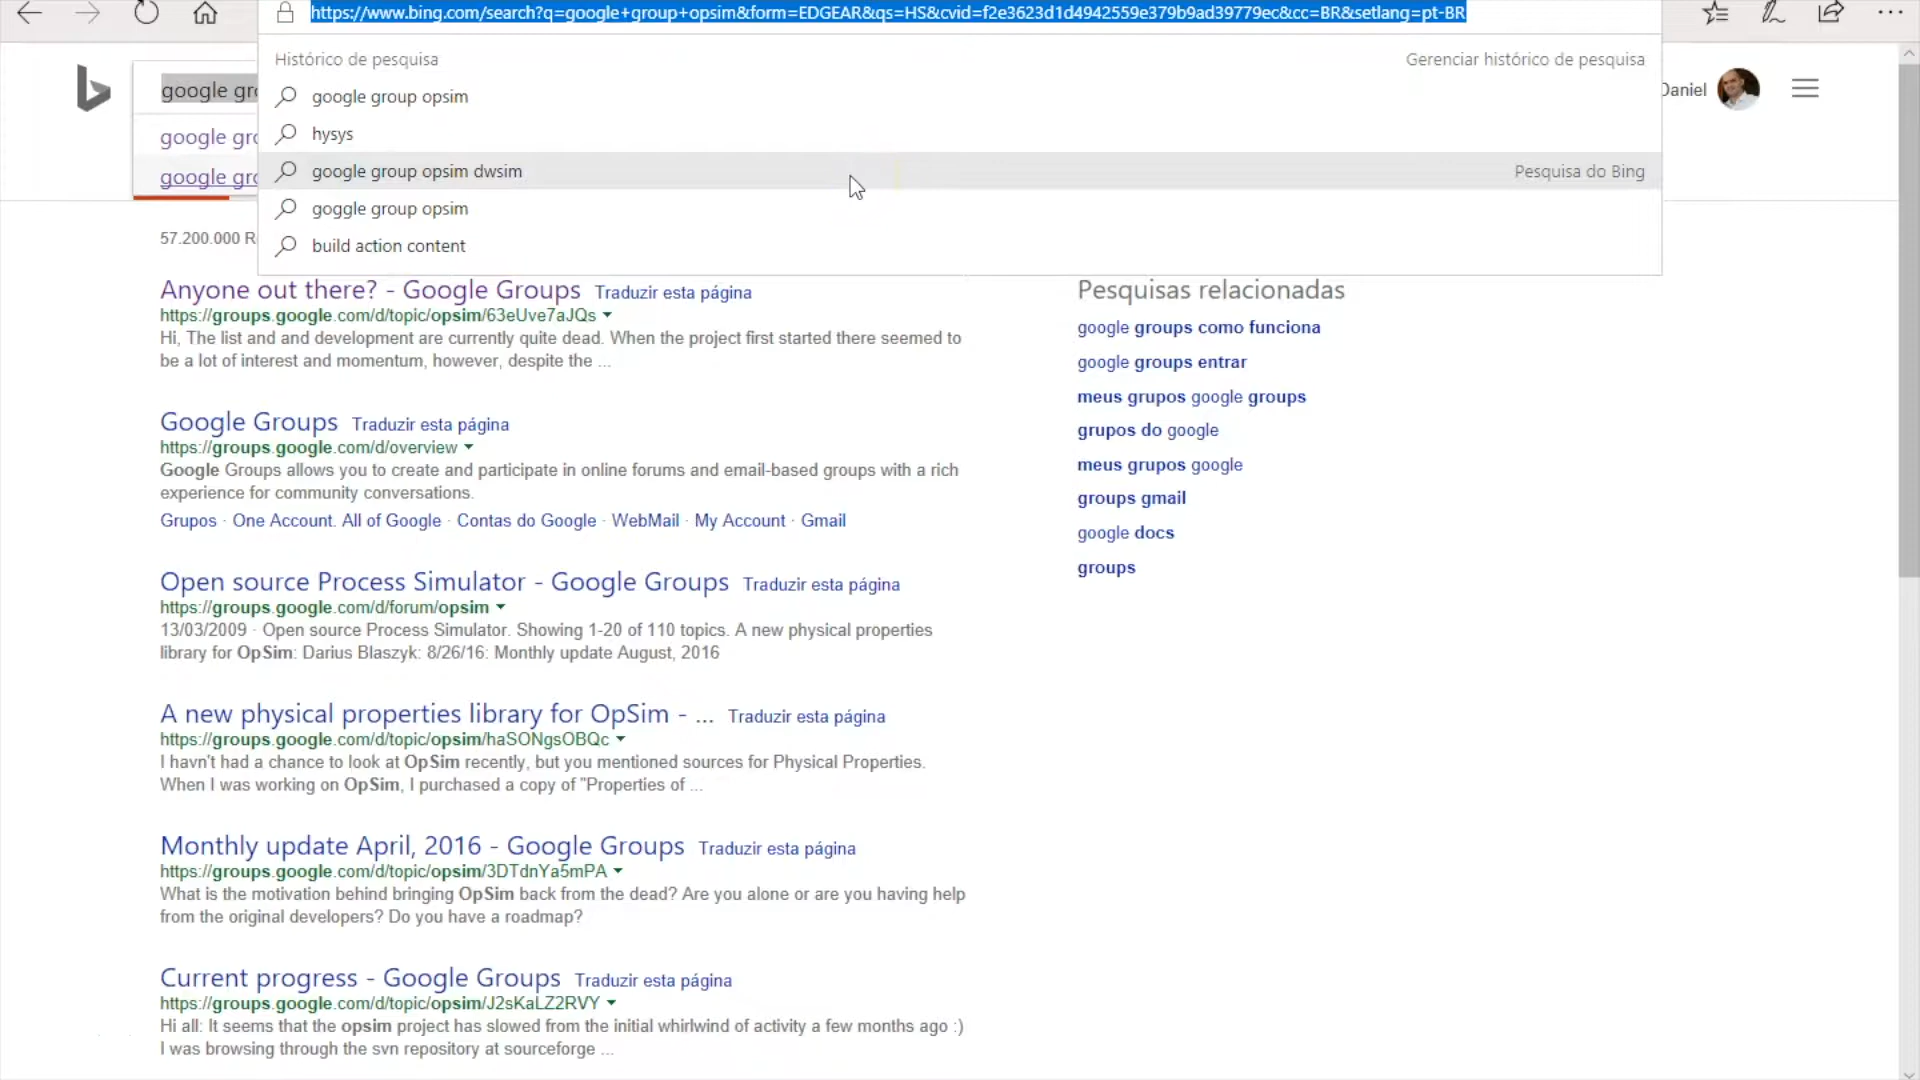 https://www.bing.com/search?q=google+group+opsim&form=EDGEAR&qs=HS&cvid=f2e3623d1d4942559e379b9ad39779ec&cc=BR&setlang=pt-BR
Histórico de pesquisa
Gerenciar histórico de pesquisa
google group opsim
hysys
google group opsim dwsim
Pesquisa do Bing
goggle group opsim
build action content
google gro
Daniel
google gro
google gro
57.200.000 R
Anyone out there? - Google Groups Traduzir esta página
https://groups.google.com/d/topic/opsim/63eUve7aJQs
Hi, The list and and development are currently quite dead. When the project first started there seemed to
be a lot of interest and momentum, however, despite the ...
Google Groups Traduzir esta página
https://groups.google.com/d/overview
Google Groups allows you to create and participate in online forums and email-based groups with a rich
experience for community conversations.
Grupos · One Account. All of Google · Contas do Google · WebMail · My Account · Gmail
Open source Process Simulator - Google Groups Traduzir esta página
https://groups.google.com/d/forum/opsim
13/03/2009 · Open source Process Simulator. Showing 1-20 of 110 topics. A new physical properties
library for OpSim: Darius Blaszyk: 8/26/16: Monthly update August, 2016
A new physical properties library for OpSim - ... Traduzir esta página
https://groups.google.com/d/topic/opsim/haSONgsOBQc
I havn't had a chance to look at OpSim recently, but you mentioned sources for Physical Properties.
When I was working on OpSim, I purchased a copy of "Properties of ...
Monthly update April, 2016 - Google Groups Traduzir esta página
https://groups.google.com/d/topic/opsim/3DTdnYa5mPA
What is the motivation behind bringing OpSim back from the dead? Are you alone or are you having help
from the original developers? Do you have a roadmap?
Current progress - Google Groups Traduzir esta página
https://groups.google.com/d/topic/opsim/J2sKaLZ2RVY
Hi all: It seems that the opsim project has slowed from the initial whirlwind of activity a few months ago :)
I was browsing through the svn repository at sourceforge ...
Pesquisas relacionadas
google groups como funciona
google groups entrar
meus grupos google groups
grupos do google
meus grupos google
groups gmail
google docs
groups